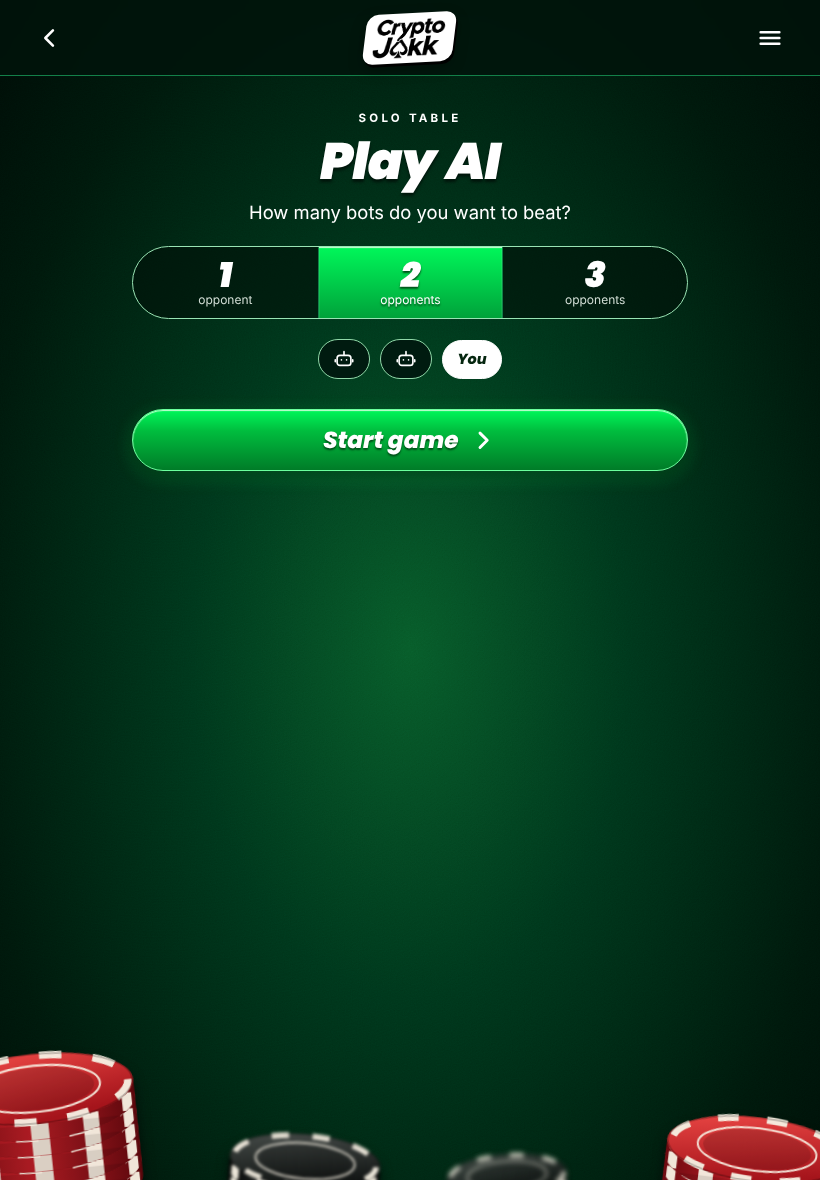 Crypto
Jokk
SOLO TABLE
Play AI
How many bots do you want to beat?
1 2 3
opponent opponents opponents
You
Start game